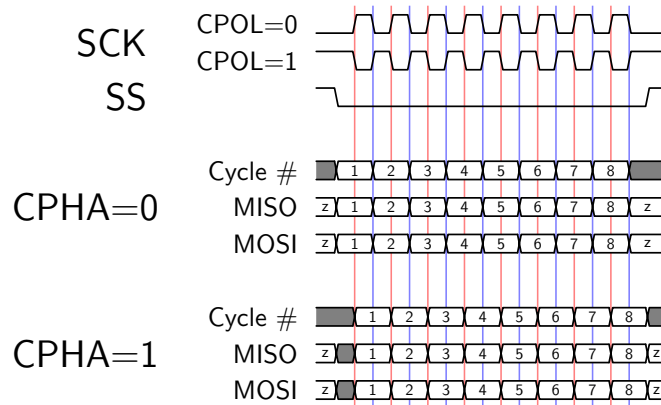 SCK
CPOL=0
CPOL=1
SS
CPHA=0
Cycle # 1 2 3 4 5 6 7 8
MISO z 1 2 3 4 5 6 7 8 z
MOSI z 1 2 3 4 5 6 7 8 z
CPHA=1
Cycle # 1 2 3 4 5 6 7 8
MISO z 1 2 3 4 5 6 7 8 z
MOSI z 1 2 3 4 5 6 7 8 z